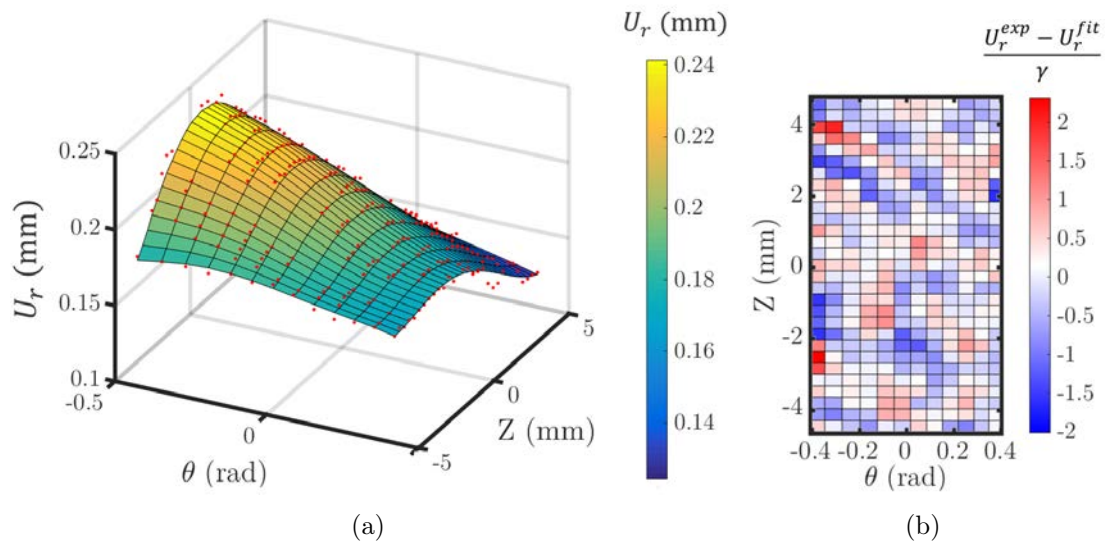 U_r (mm)
0.25
0.2
0.15
0.1
-0.5
0
θ (rad)
-5
0
5
Z (mm)
U_r (mm)
0.24
0.22
0.2
0.18
0.16
0.14
(a)
U_r^{exp} − U_r^{fit}
γ
Z (mm)
4
2
0
-2
-4
-0.4 -0.2 0 0.2 0.4
θ (rad)
2
1.5
1
0.5
0
-0.5
-1
-1.5
-2
(b)